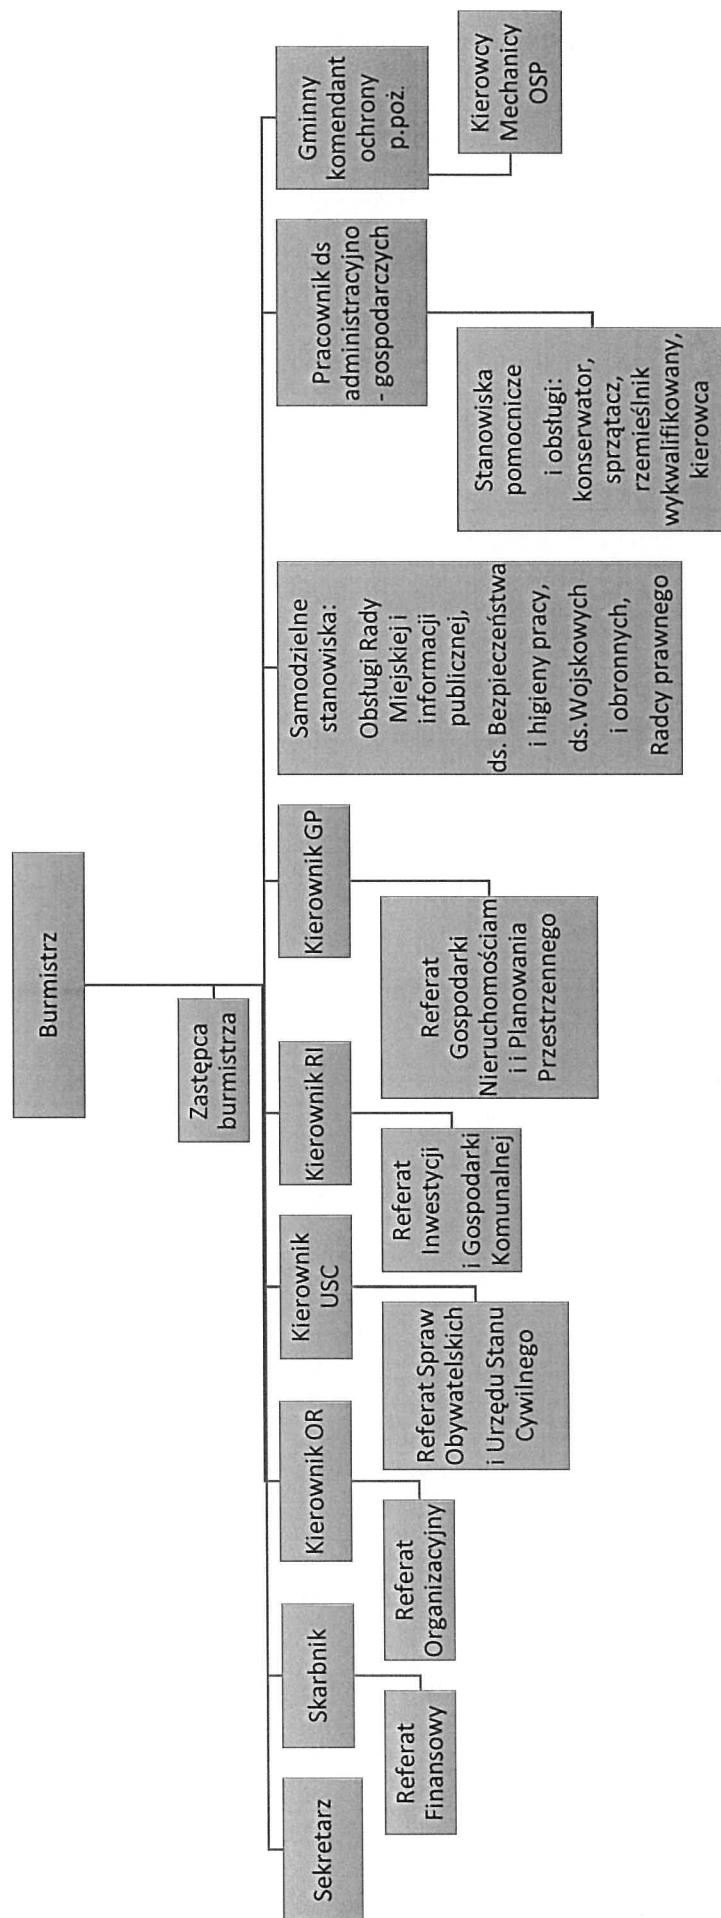 Burmistrz
Zastępca
burmistrza
Sekretarz
Skarbnik
Referat
Finansowy
Kierownik OR
Referat
Organizacyjny
Kierownik
USC
Referat Spraw
Obywatelskich
i Urzędu Stanu
Cywilnego
Kierownik RI
Referat
Inwestycji
i Gospodarki
Komunalnej
Kierownik GP
Referat
Gospodarki
Nieruchomościam
i i Planowania
Przestrzennego
Samodzielne
stanowiska:
Obsługi Rady
Miejskiej i
informacji
publicznej,
ds. Bezpieczeństwa
i higieny pracy,
ds.Wojskowych
i obronnych,
Radcy prawnego
Pracownik ds
administracyjno
- gospodarczych
Stanowiska
pomocnicze
i obsługi:
konserwator,
sprzątacz,
rzemieślnik
wykwalifikowany,
kierowca
Gminny
komendant
ochrony
p.poż.
Kierowcy
Mechanicy
OSP